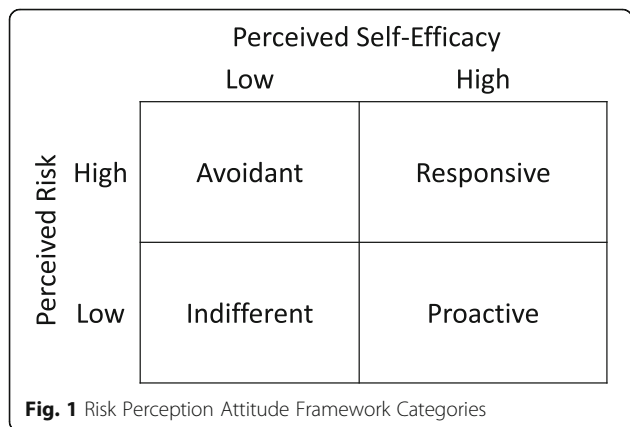 Perceived Self-Efficacy
Low High
Perceived Risk
High Avoidant Responsive
Low Indifferent Proactive
Fig. 1 Risk Perception Attitude Framework Categories